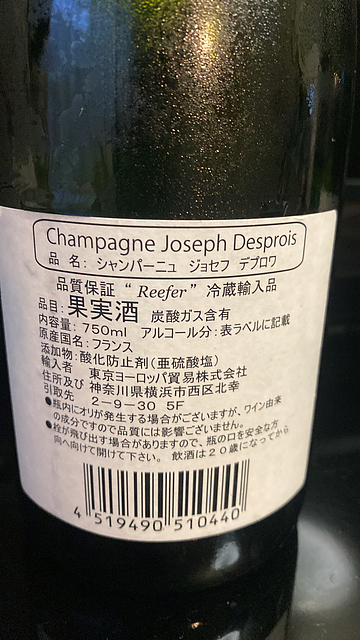 Champagne Joseph Desprois
品 名: シャンパーニュ ジョセフ デプロワ
品質保証 “ Reefer ” 冷蔵輸入品
品目: 果実酒 炭酸ガス含有
内容量: 750ml アルコール分: 表ラベルに記載
原産国名: フランス
添加物: 酸化防止剤(亜硫酸塩)
輸入者 東京ヨーロッパ貿易株式会社
住所及び 神奈川県横浜市西区北幸
引取先 2-9-30 5F
●瓶内にオリが発生する場合がございますが、ワイン由来
の成分ですので品質には影響ございません。
●栓が飛び出す場合がありますので、瓶の口を安全な方
向へ向けて開けて下さい。 飲酒は20歳になってから
4 519490 510440